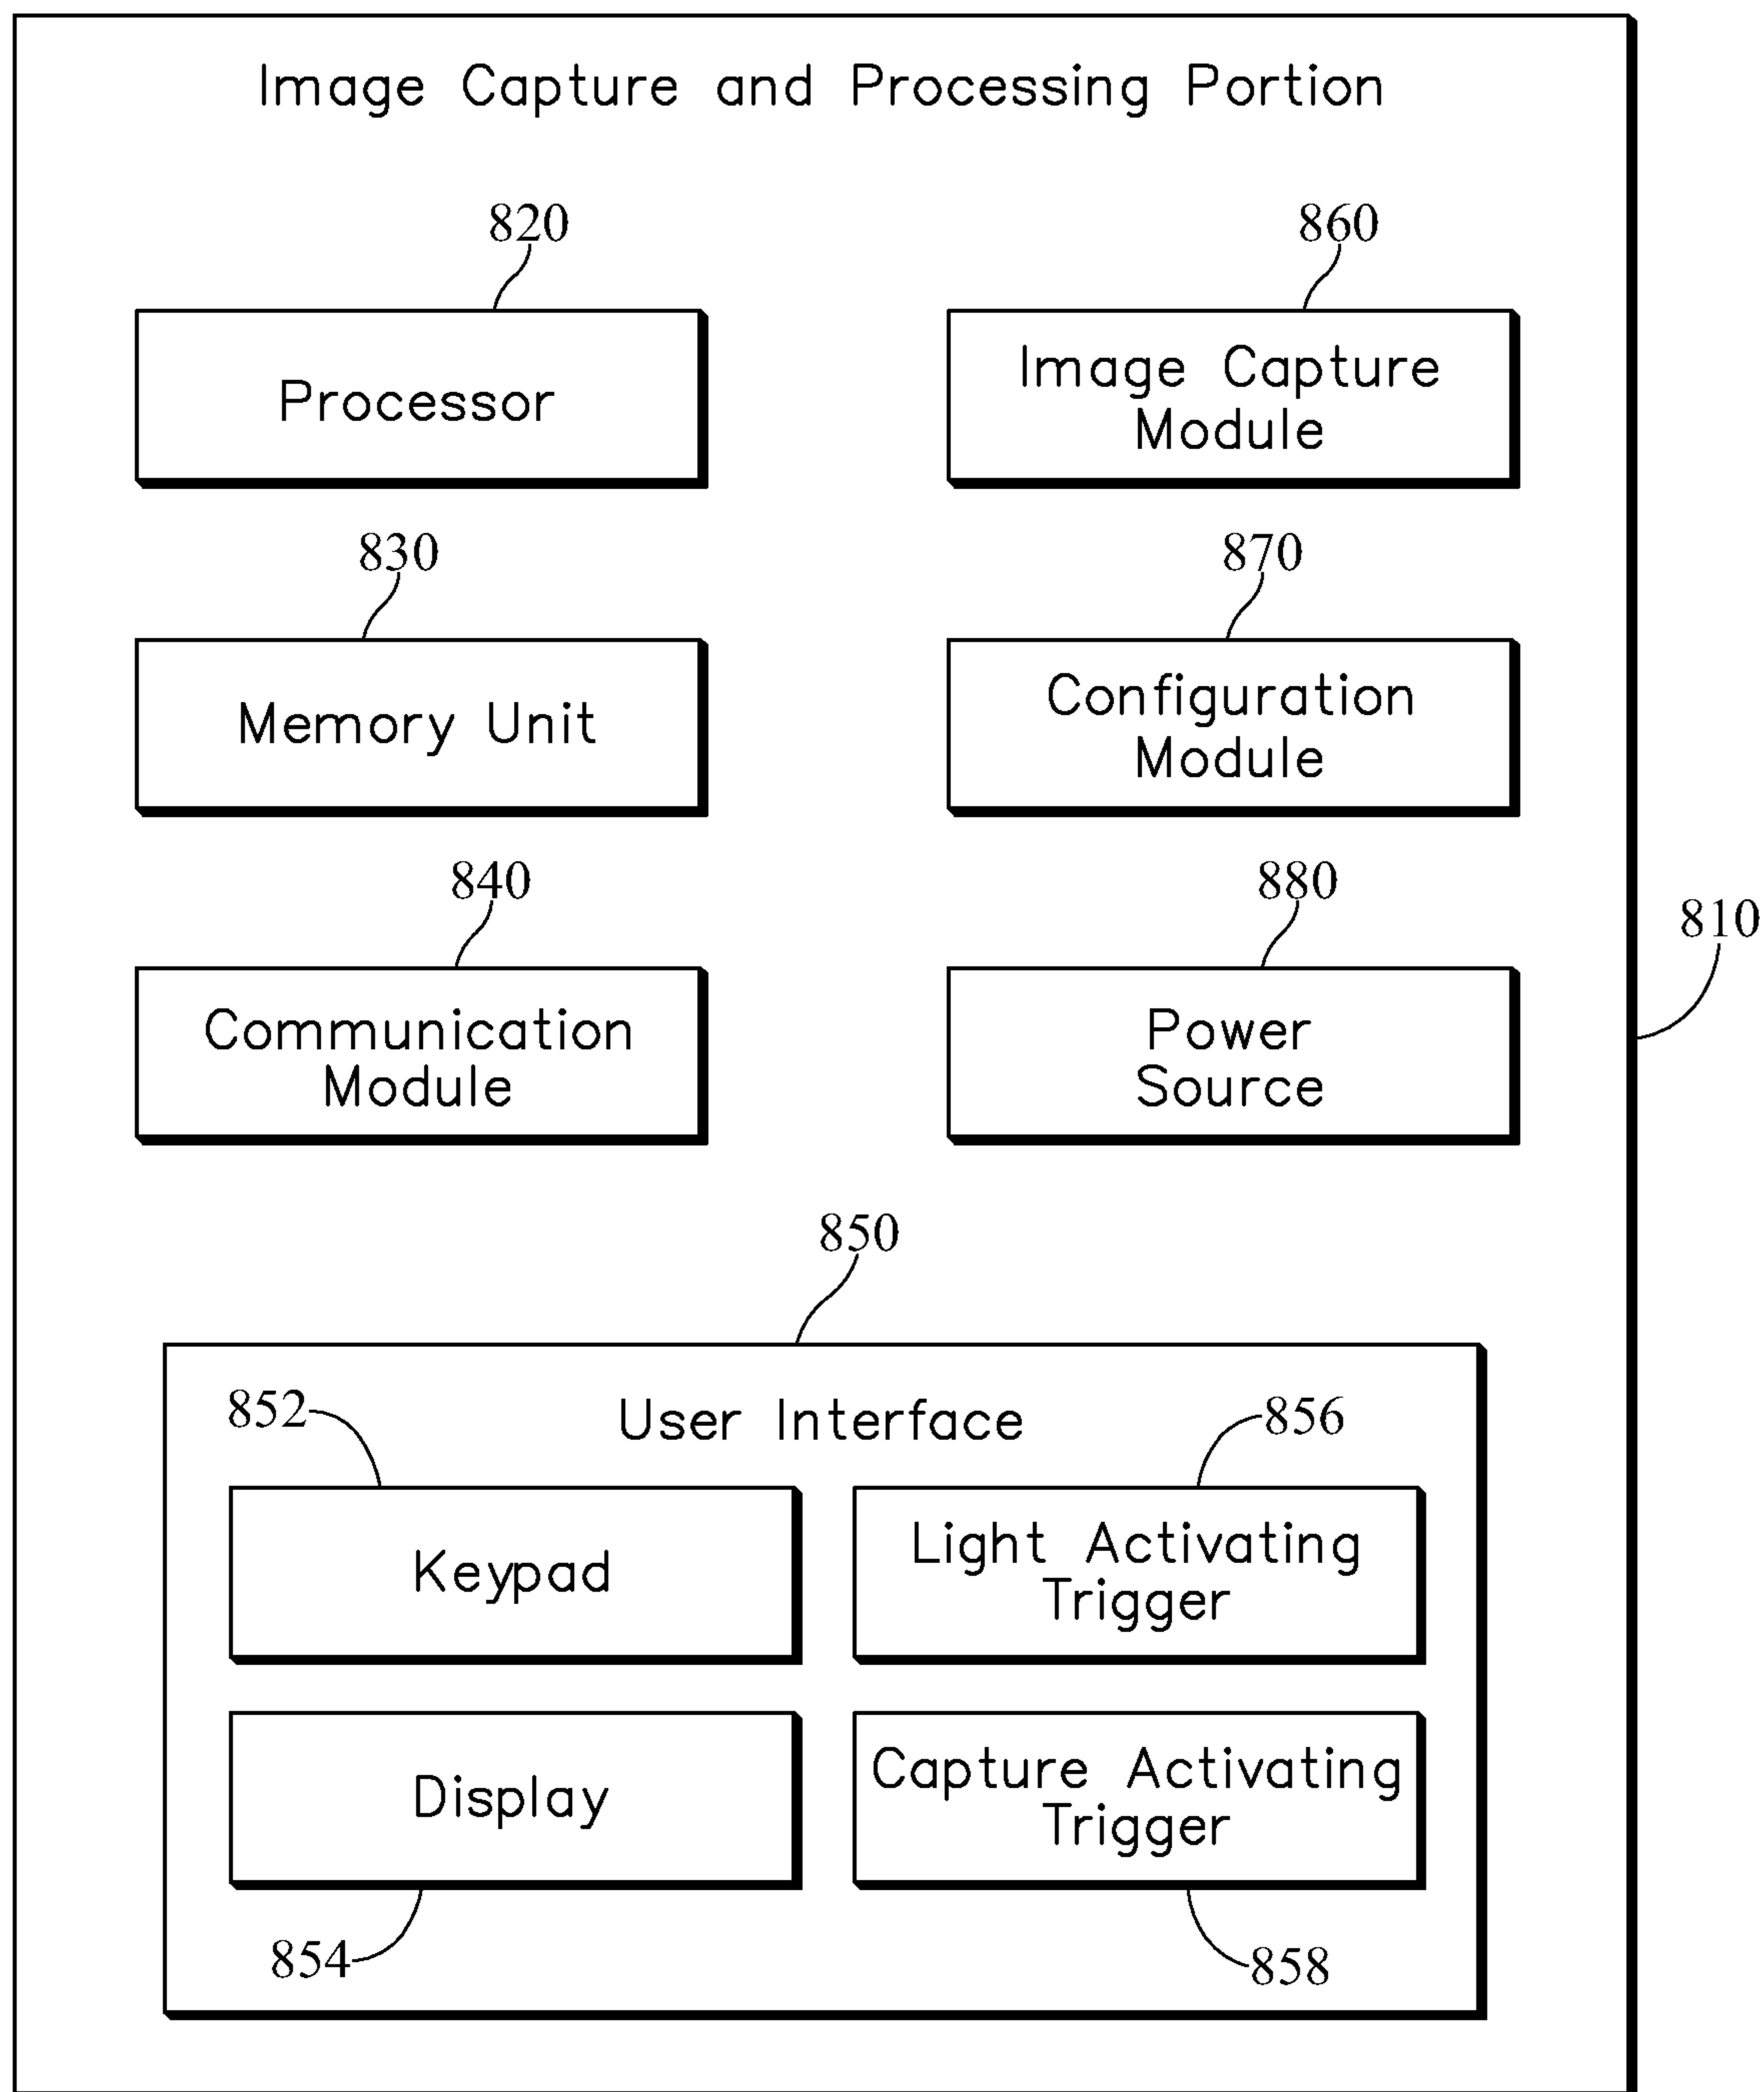 Image Capture and Processing Portion
820
860
Processor
Image Capture
Module
830
870
Memory Unit
Configuration
Module
840
880
810
Communication
Module
Power
Source
850
User Interface
852
856
Keypad
Light Activating
Trigger
Display
Capture Activating
Trigger
854
858